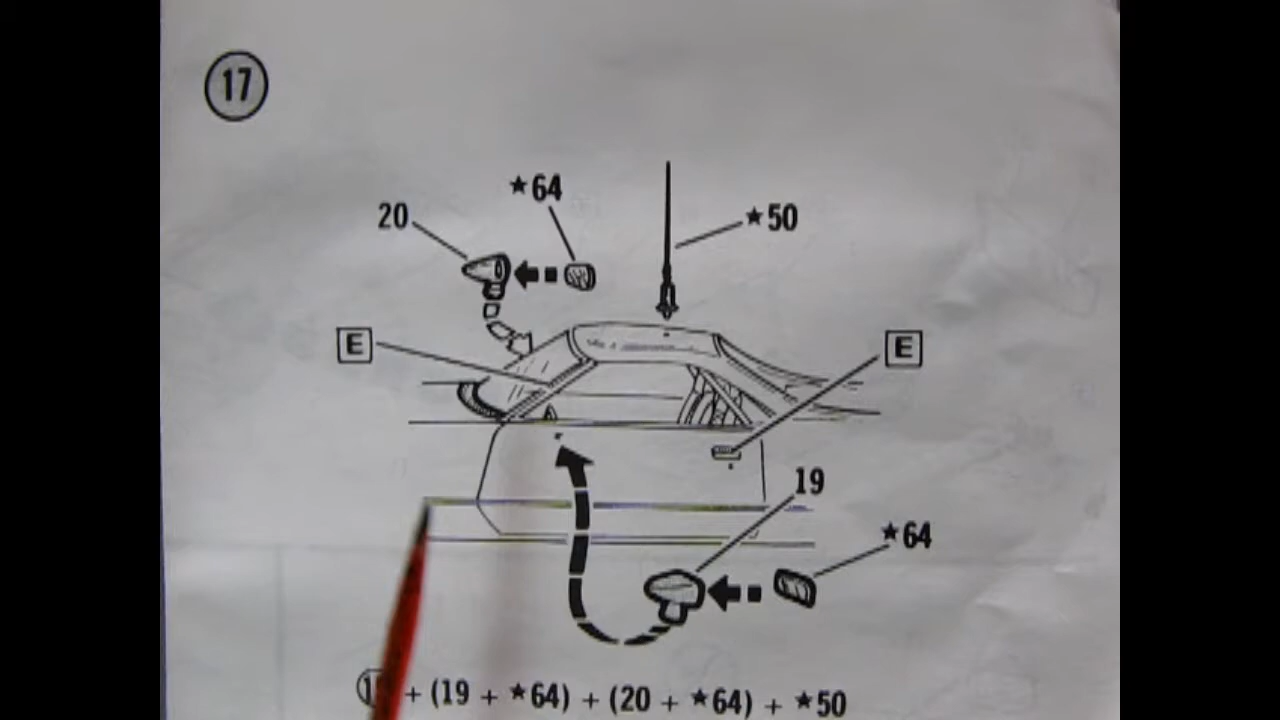 17
★64
20
★50
E
E
19
★64
+ (19 + ★64) + (20 + ★64) + ★50